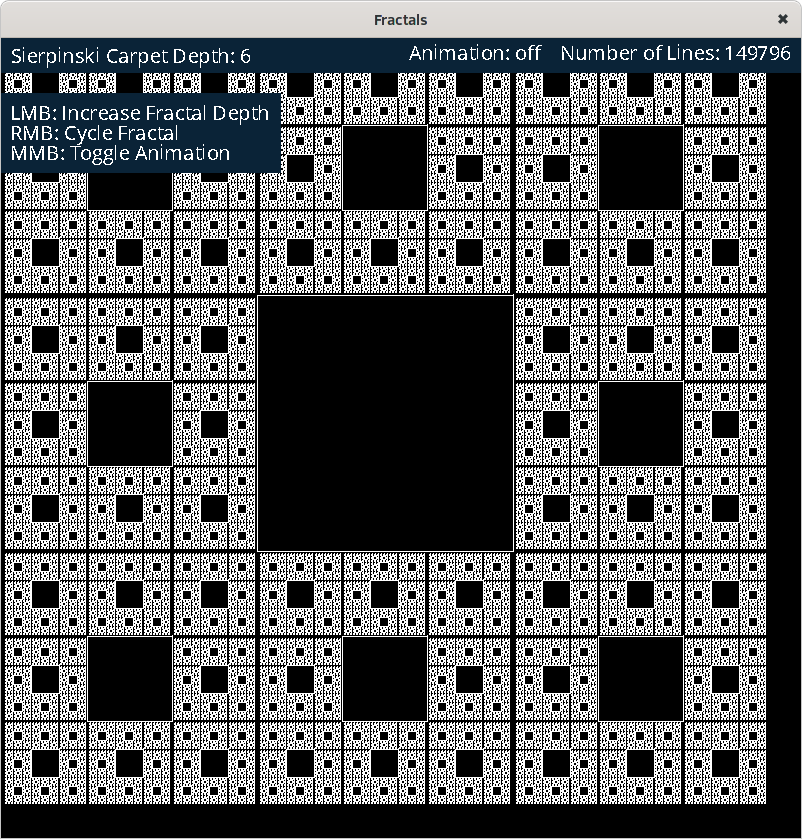 Fractals
Sierpinski Carpet Depth: 6
Animation: off
Number of Lines: 149796
LMB: Increase Fractal Depth
RMB: Cycle Fractal
MMB: Toggle Animation